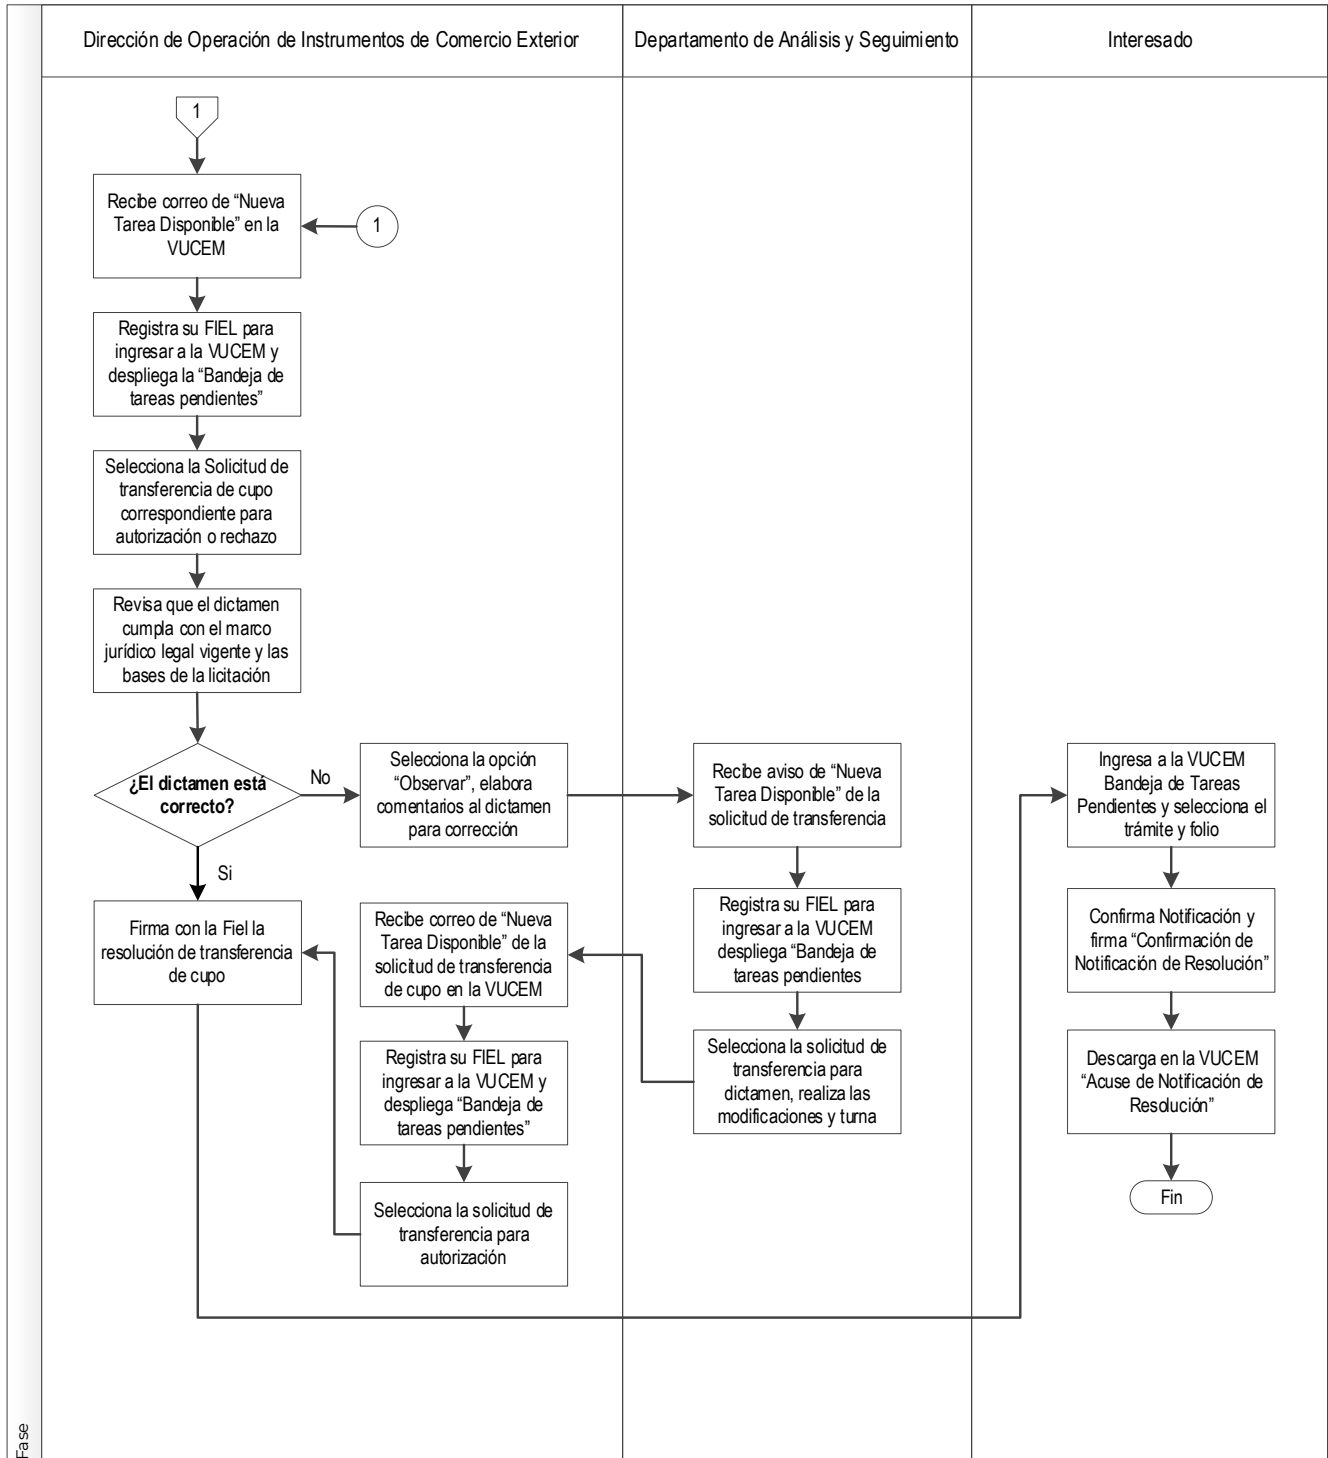 Dirección de Operación de Instrumentos de Comercio Exterior
Departamento de Análisis y Seguimiento
Interesado
1
Recibe correo de “Nueva
Tarea Disponible” en la
VUCEM
1
Registra su FIEL para
ingresar a la VUCEM y
despliega la “Bandeja de
tareas pendientes”
Selecciona la Solicitud de
transferencia de cupo
correspondiente para
autorización o rechazo
Revisa que el dictamen
cumpla con el marco
jurídico legal vigente y las
bases de la licitación
¿El dictamen está
correcto?
No
Si
Selecciona la opción
“Observar”, elabora
comentarios al dictamen
para corrección
Recibe aviso de “Nueva
Tarea Disponible” de la
solicitud de transferencia
Ingresa a la VUCEM
Bandeja de Tareas
Pendientes y selecciona el
trámite y folio
Firma con la Fiel la
resolución de transferencia
de cupo
Recibe correo de “Nueva
Tarea Disponible” de la
solicitud de transferencia
de cupo en la VUCEM
Registra su FIEL para
ingresar a la VUCEM
despliega “Bandeja de
tareas pendientes
Confirma Notificación y
firma “Confirmación de
Notificación de Resolución”
Registra su FIEL para
ingresar a la VUCEM y
despliega “Bandeja de
tareas pendientes”
Selecciona la solicitud de
transferencia para
dictamen, realiza las
modificaciones y turna
Descarga en la VUCEM
“Acuse de Notificación de
Resolución”
Selecciona la solicitud de
transferencia para
autorización
Fin
Fase